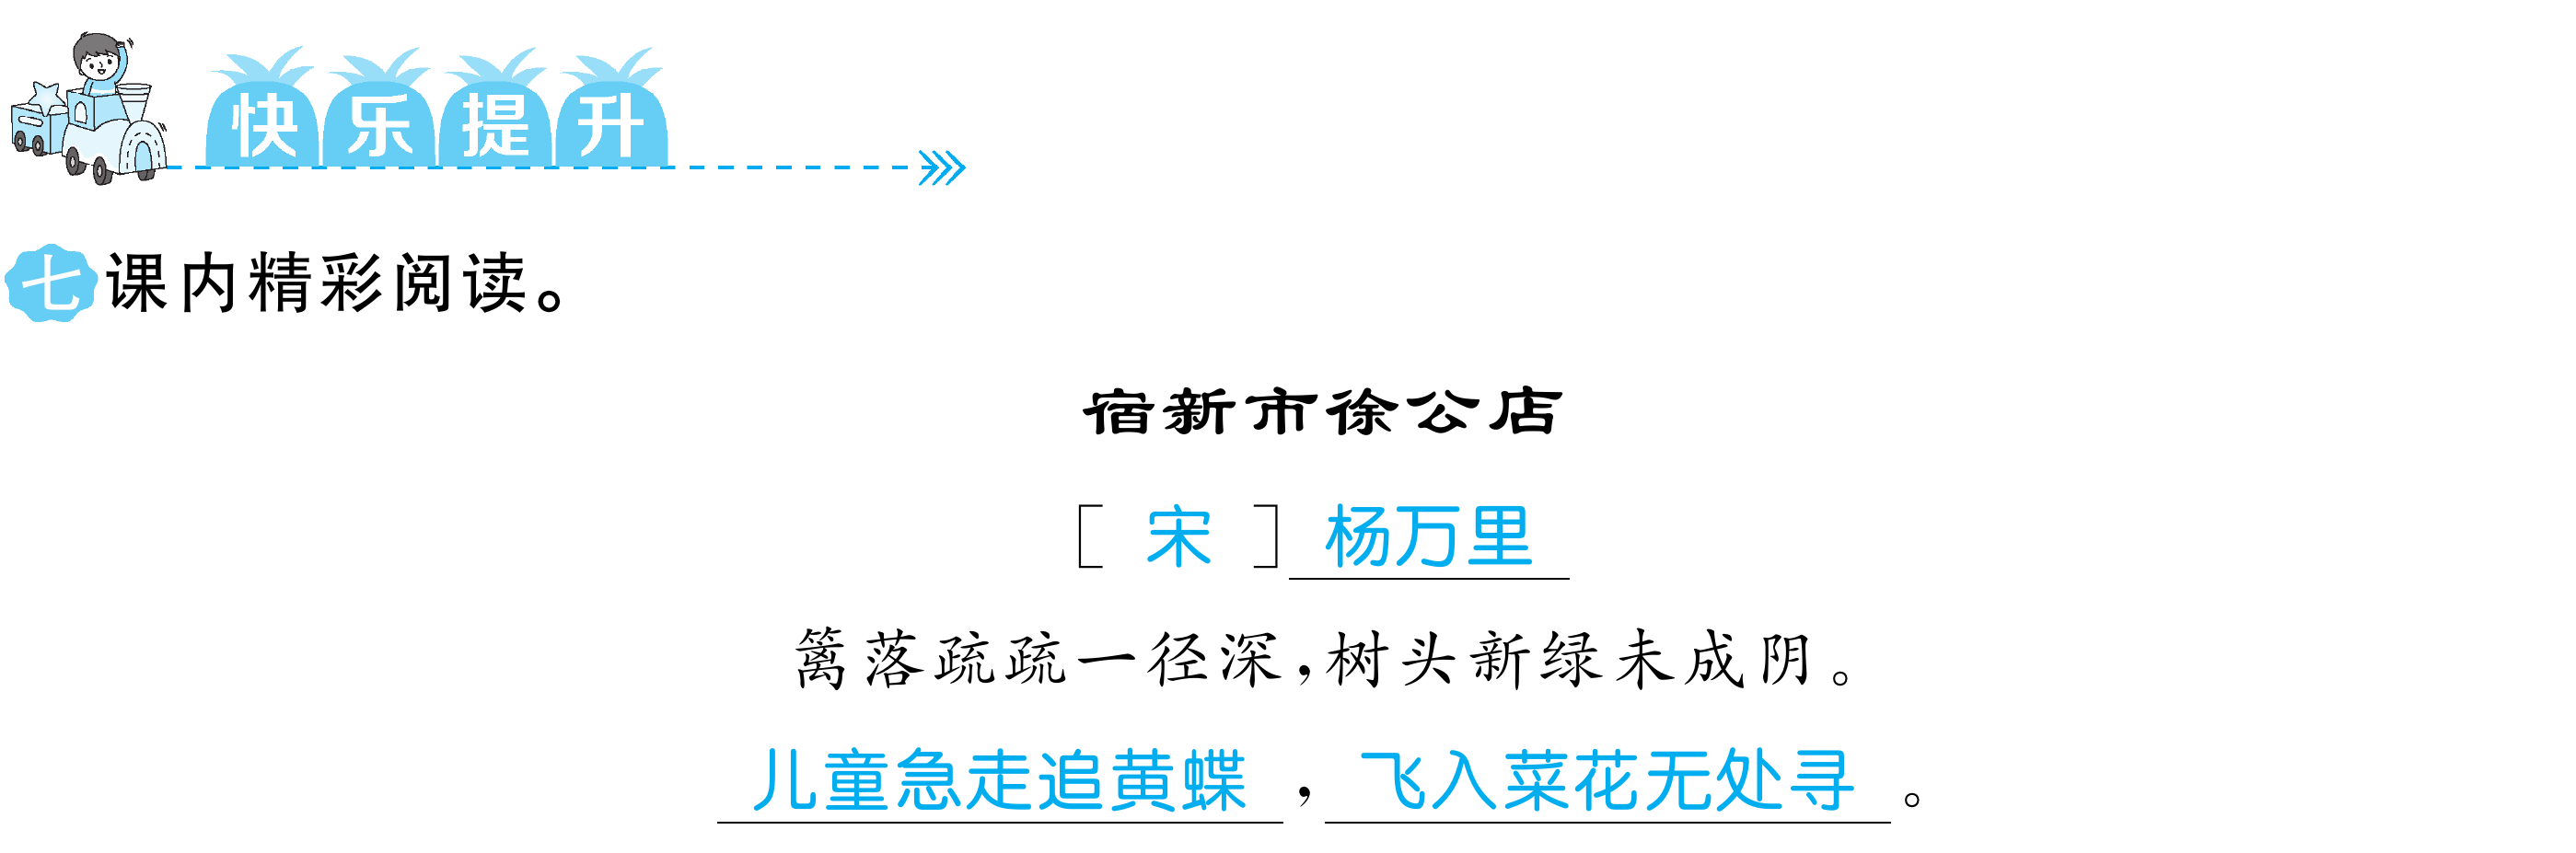 快乐提升
七 课内精彩阅读。
宿新市徐公店
[ 宋 ] 杨万里
篱落疏疏一径深,树头新绿未成阴。
儿童急走追黄蝶 , 飞入菜花无处寻 。